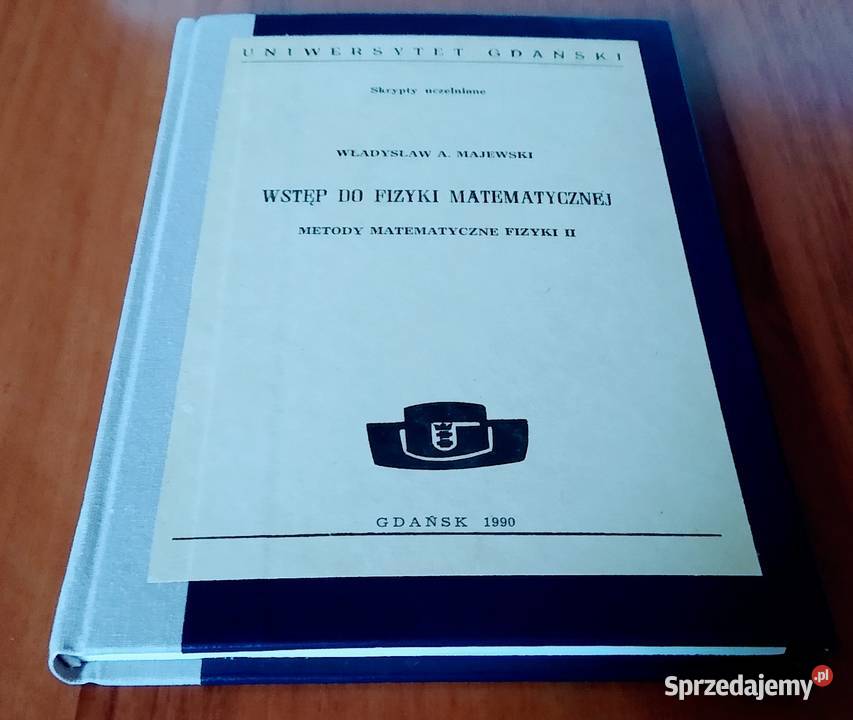 UNIWERSYTET GDAŃSKI
Skrypty uczelniane
WŁADYSŁAW A. MAJEWSKI
WSTĘP DO FIZYKI MATEMATYCZNEJ
METODY MATEMATYCZNE FIZYKI II
GDAŃSK 1990
Sprzedajemy.pl